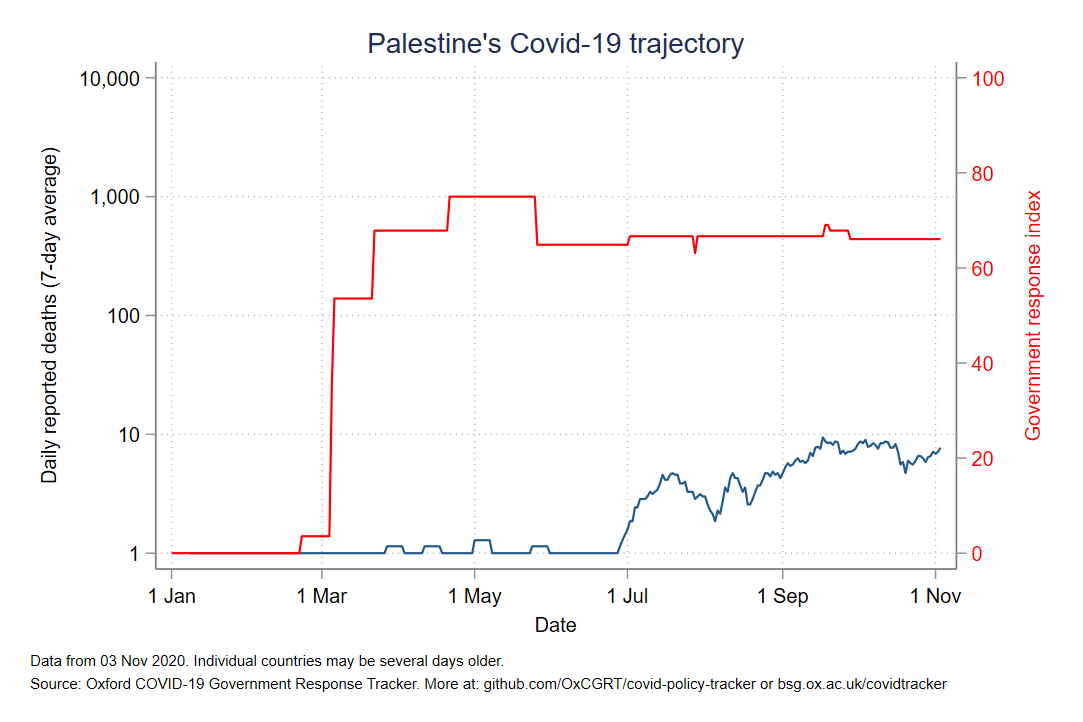 Palestine's Covid-19 trajectory
10,000
1,000
100
10
1
Daily reported deaths (7-day average)
100
80
60
40
20
0
Government response index
1 Jan
1 Mar
1 May
1 Jul
1 Sep
1 Nov
Date
Data from 03 Nov 2020. Individual countries may be several days older.
Source: Oxford COVID-19 Government Response Tracker. More at: github.com/OxCGRT/covid-policy-tracker or bsg.ox.ac.uk/covidtracker